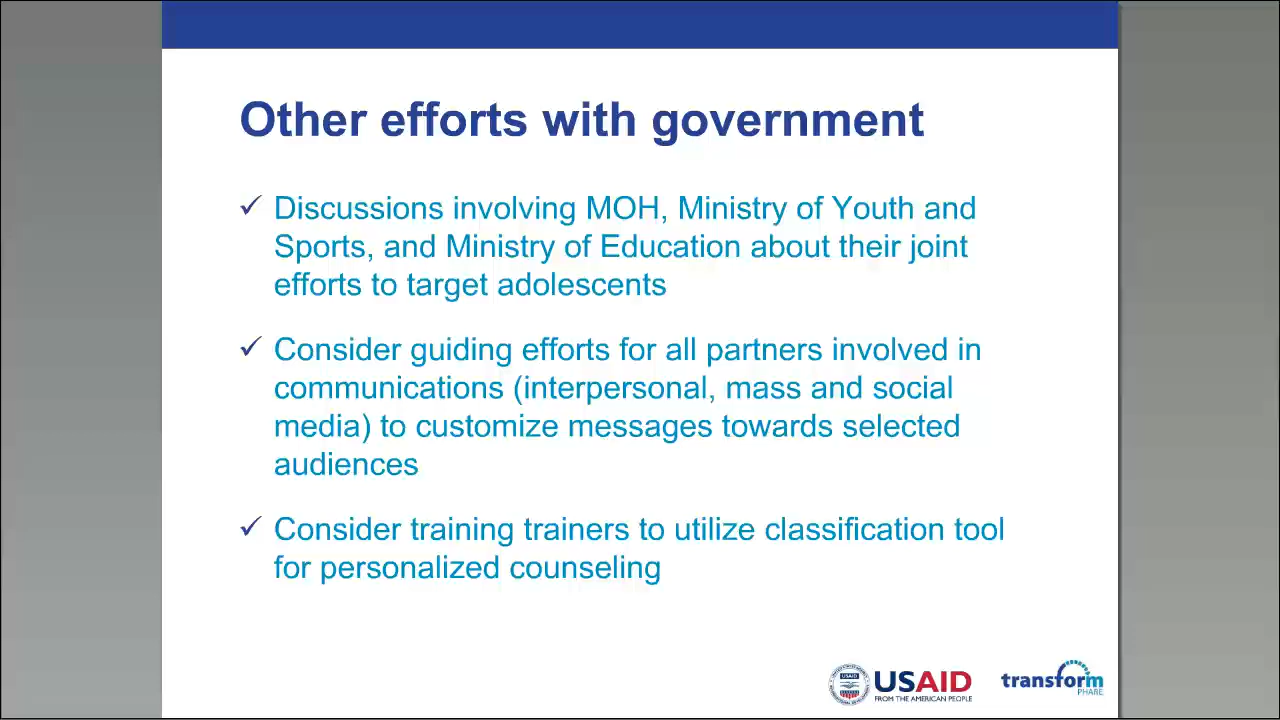 Other efforts with government
✓ Discussions involving MOH, Ministry of Youth and
Sports, and Ministry of Education about their joint
efforts to target adolescents
✓ Consider guiding efforts for all partners involved in
communications (interpersonal, mass and social
media) to customize messages towards selected
audiences
✓ Consider training trainers to utilize classification tool
for personalized counseling
USAID
USAID
FROM THE AMERICAN PEOPLE
transform
PHARE